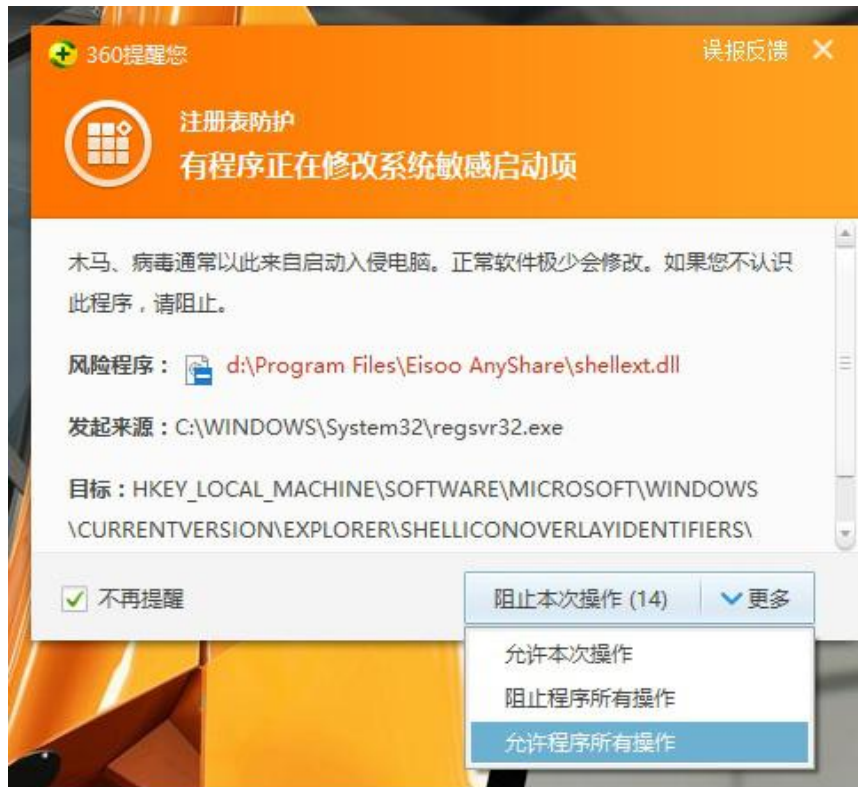 360提醒您
误报反馈
注册表防护
有程序正在修改系统敏感启动项
木马、病毒通常以此来自启动入侵电脑。正常软件极少会修改。如果您不认识
此程序，请阻止。
风险程序： d:\Program Files\Eisoo AnyShare\shellext.dll
发起来源：C:\WINDOWS\System32\regsvr32.exe
目标：HKEY_LOCAL_MACHINE\SOFTWARE\MICROSOFT\WINDOWS
\CURRENTVERSION\EXPLORER\SHELLICONOVERLAYIDENTIFIERS\
不再提醒
阻止本次操作 (14)
更多
允许本次操作
阻止程序所有操作
允许程序所有操作